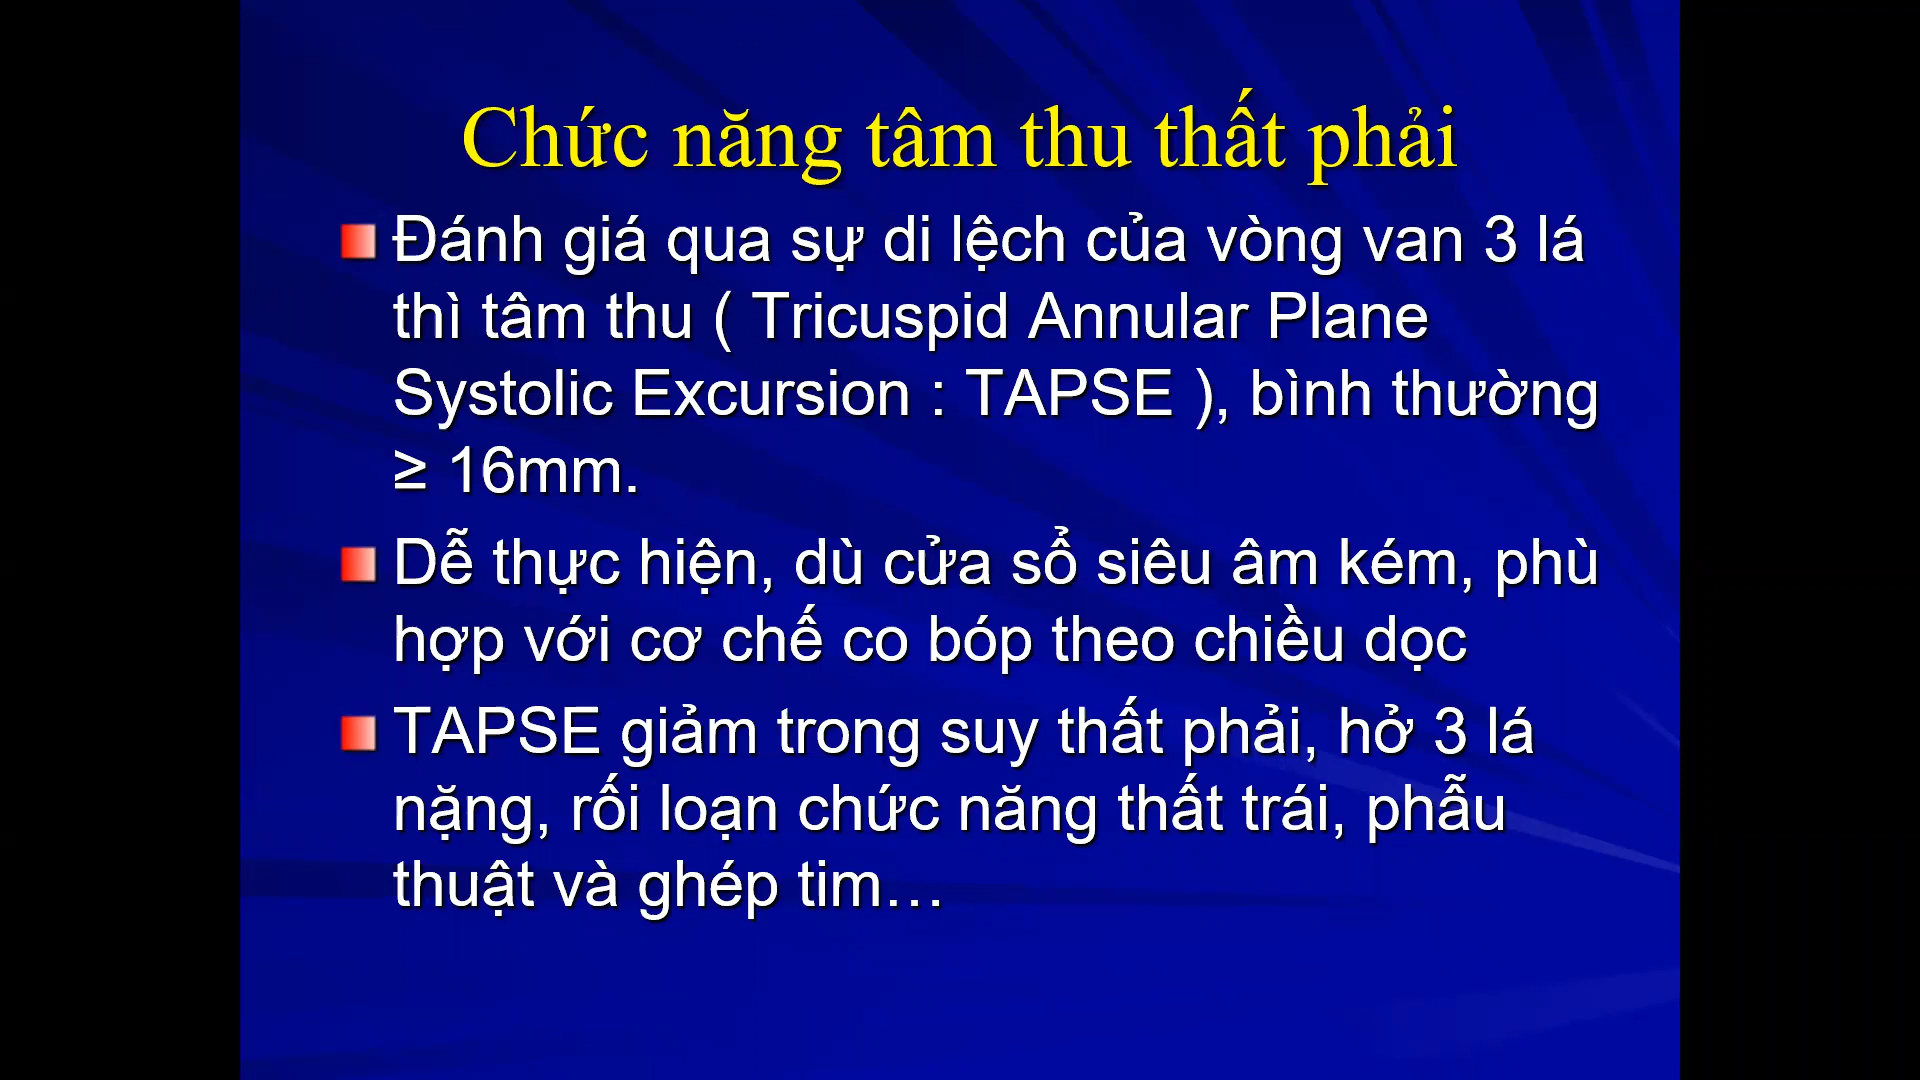 Chức năng tâm thu thất phải
Đánh giá qua sự di lệch của vòng van 3 lá
thì tâm thu ( Tricuspid Annular Plane
Systolic Excursion : TAPSE ), bình thường
≥ 16mm.
Dễ thực hiện, dù cửa sổ siêu âm kém, phù
hợp với cơ chế co bóp theo chiều dọc
TAPSE giảm trong suy thất phải, hở 3 lá
nặng, rối loạn chức năng thất trái, phẫu
thuật và ghép tim…